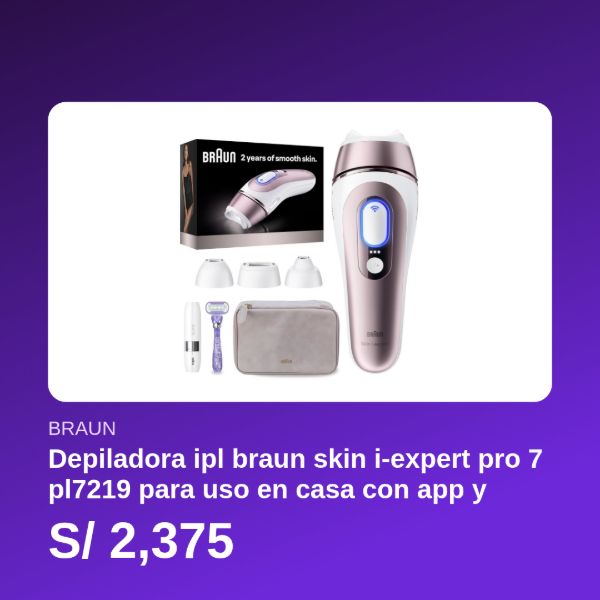 BRAUN 2 years of smooth skin.
BRAUN
BRAUN
Depiladora ipl braun skin i-expert pro 7
pl7219 para uso en casa con app y
S/ 2,375